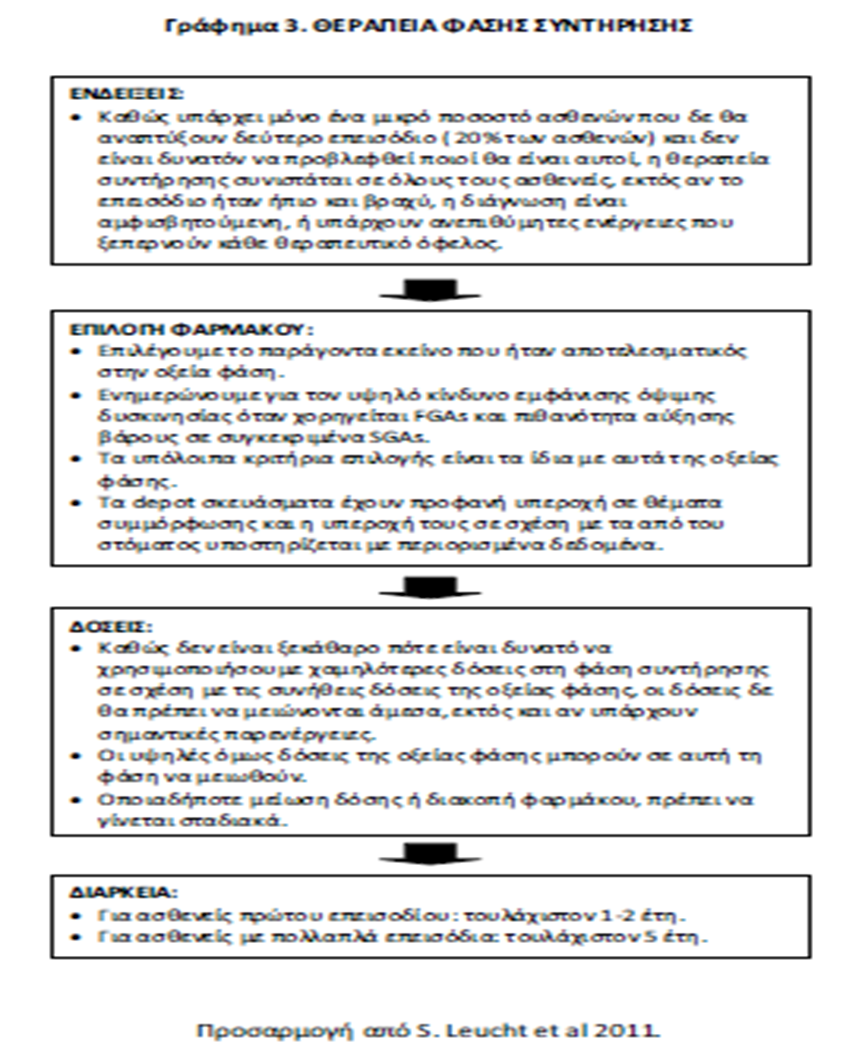 Γράφημα 3. ΘΕΡΑΠΕΙΑ ΦΑΣΗΣ ΣΥΝΤΗΡΗΣΗΣ
ΕΝΔΕΙΞΕΙΣ:
• Καθώς υπάρχει μόνο ένα μικρό ποσοστό ασθενών που δε θα
αναπτύξουν δεύτερο επεισόδιο ( 20% των ασθενών) και δεν
είναι δυνατόν να προβλεφθεί ποιοί θα είναι αυτοί, η θεραπεία
συντήρησης συνιστάται σε όλους τους ασθενείς, εκτός αν το
επεισόδιο ήταν ήπιο και βραχύ, η διάγνωση είναι
αμφισβητούμενη, ή υπάρχουν ανεπιθύμητες ενέργειες που
ξεπερνούν κάθε θεραπευτικό όφελος.
ΕΠΙΛΟΓΗ ΦΑΡΜΑΚΟΥ:
• Επιλέγουμε το παράγοντα εκείνο που ήταν αποτελεσματικός
στην οξεία φάση.
• Ενημερώνουμε για τον υψηλό κίνδυνο εμφάνισης όψιμης
δυσκινησίας όταν χορηγείται FGAs και πιθανότητα αύξησης
βάρους σε συγκεκριμένα SGAs.
• Τα υπόλοιπα κριτήρια επιλογής είναι τα ίδια με αυτά της οξείας
φάσης.
• Τα depot σκευάσματα έχουν προφανή υπεροχή σε θέματα
συμμόρφωσης και η υπεροχή τους σε σχέση με τα από του
στόματος υποστηρίζεται με περιορισμένα δεδομένα.
ΔΟΣΕΙΣ:
• Καθώς δεν είναι ξεκάθαρο πότε είναι δυνατό να
χρησιμοποιήσουμε χαμηλότερες δόσεις στη φάση συντήρησης
σε σχέση με τις συνήθεις δόσεις της οξείας φάσης, οι δόσεις δε
θα πρέπει να μειώνονται άμεσα, εκτός και αν υπάρχουν
σημαντικές παρενέργειες.
• Οι υψηλές όμως δόσεις της οξείας φάσης μπορούν σε αυτή τη
φάση να μειωθούν.
• Οποιαδήποτε μείωση δόσης ή διακοπή φαρμάκου, πρέπει να
γίνεται σταδιακά.
ΔΙΑΡΚΕΙΑ:
• Για ασθενείς πρώτου επεισοδίου: τουλάχιστον 1-2 έτη.
• Για ασθενείς με πολλαπλά επεισόδια: τουλάχιστον 5 έτη.
Προσαρμογή από S. Leucht et al 2011.